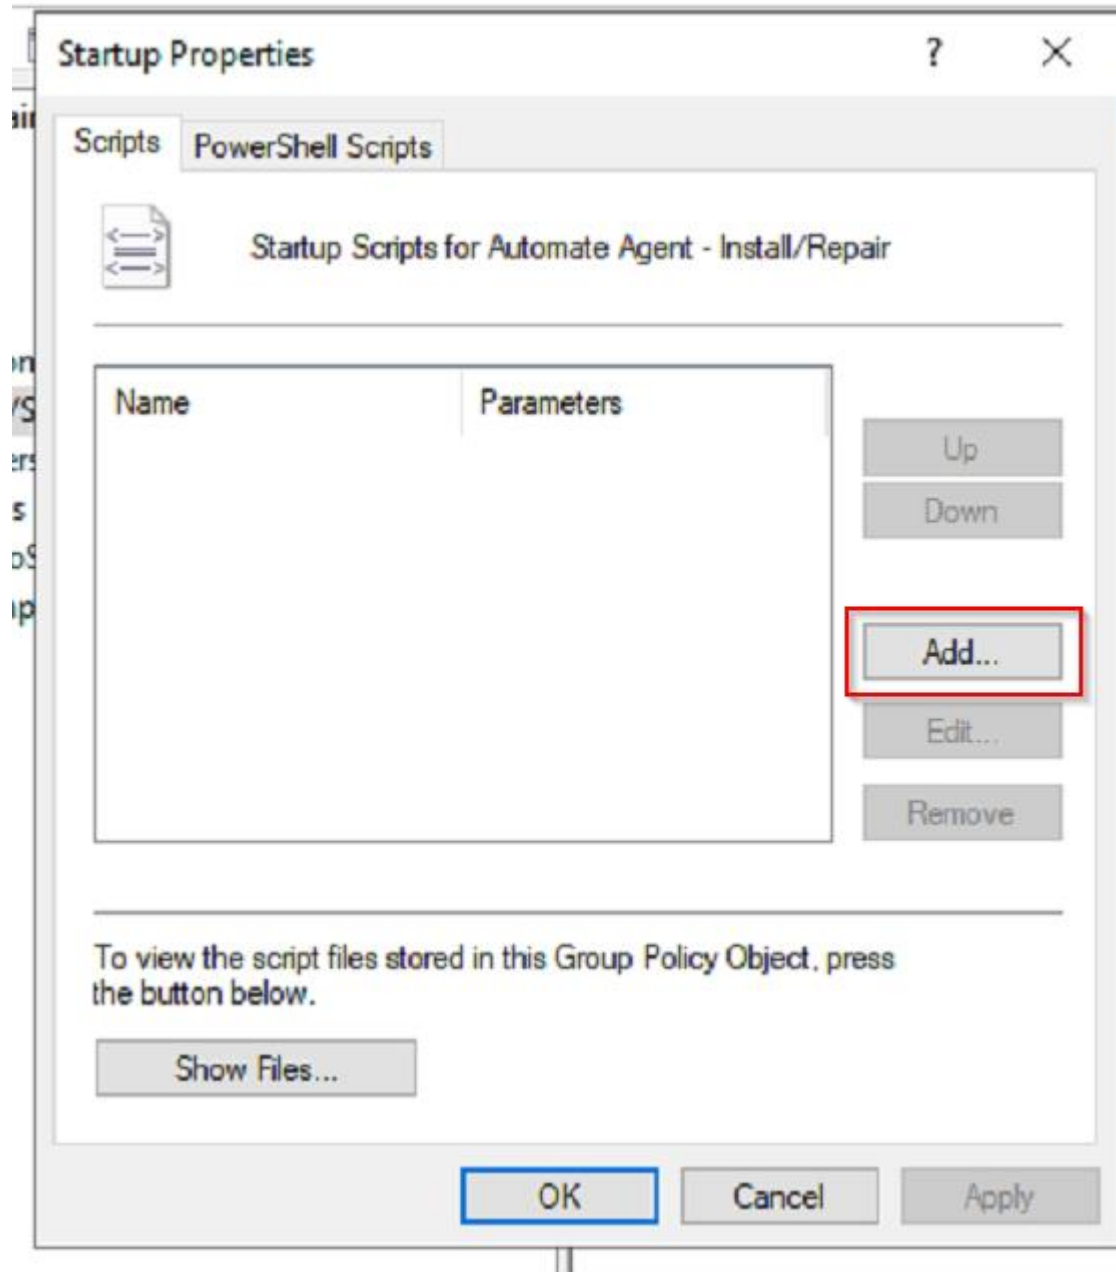 Startup Properties
?
Scripts
PowerShell Scripts
Startup Scripts for Automate Agent - Install/Repair
Name
Parameters
Up
Down
Add...
Edit...
Remove
To view the script files stored in this Group Policy Object, press
the button below.
Show Files...
OK
Cancel
Apply